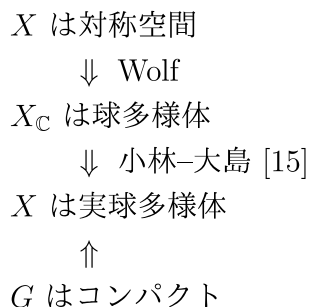 X は対称空間
⇓ Wolf
X_ℂ は球多様体
⇓ 小林–大島 [15]
X は実球多様体
⇑
G はコンパクト